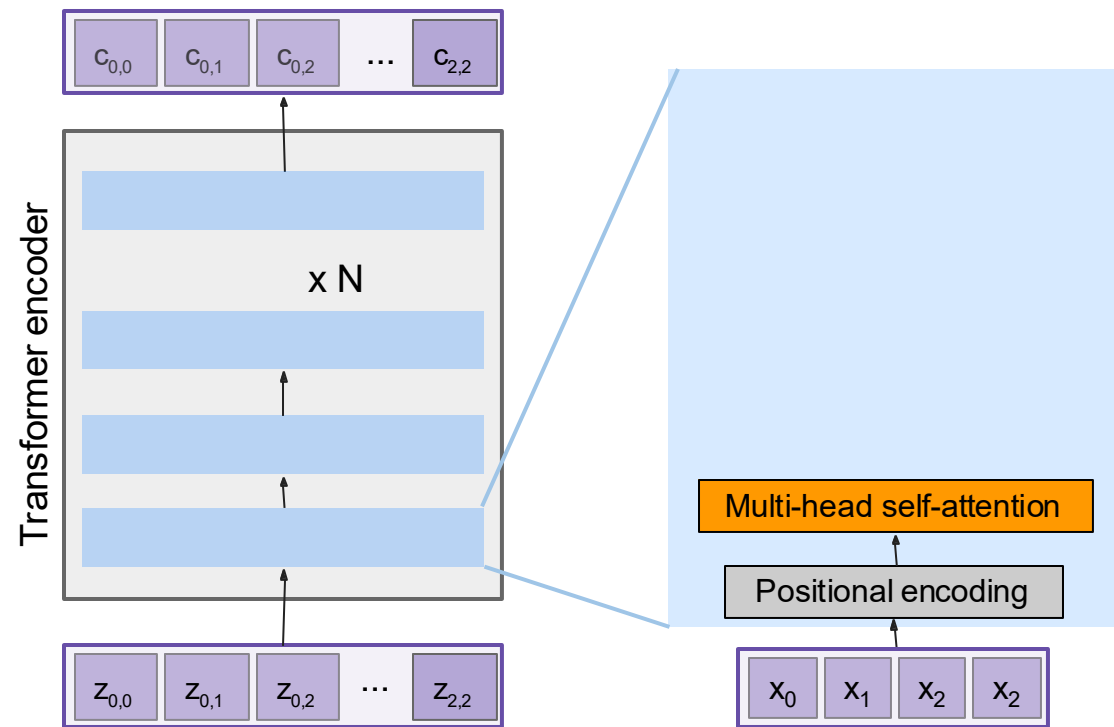 c0,0 c0,1 c0,2 ... c2,2
Transformer encoder
x N
z0,0 z0,1 z0,2 ... z2,2
Multi-head self-attention
Positional encoding
x0 x1 x2 x2